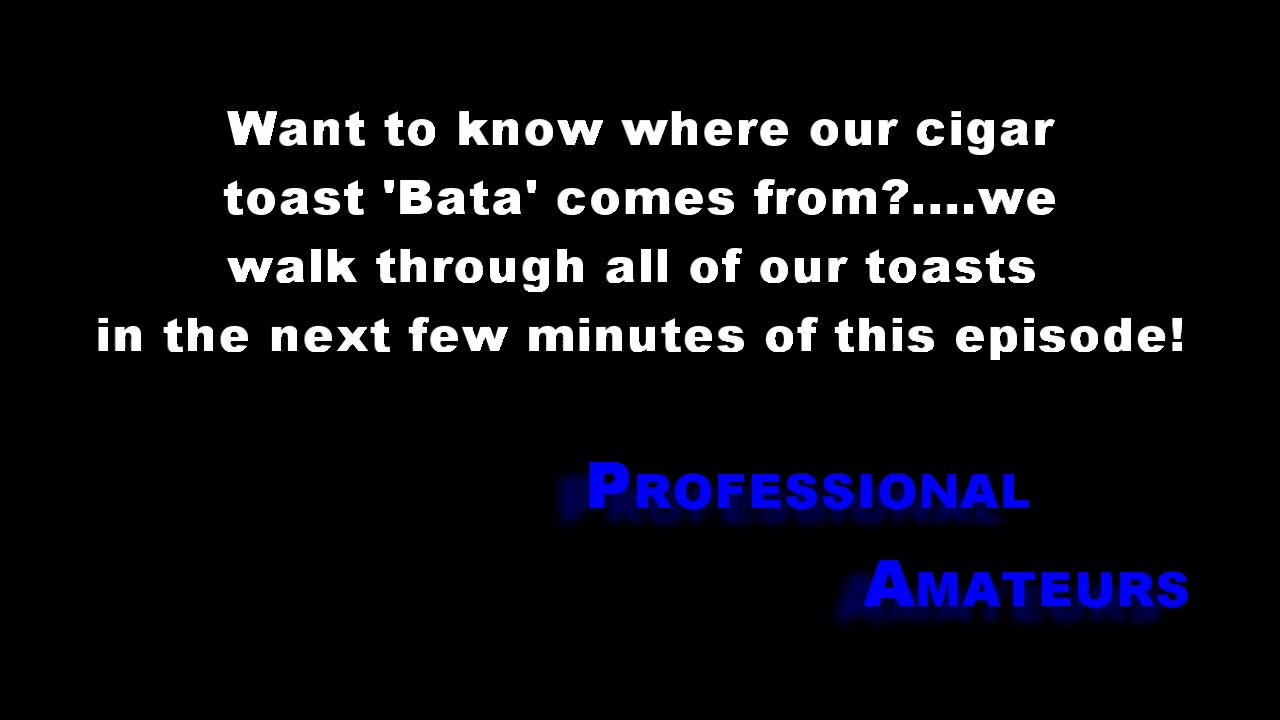 Want to know where our cigar
toast 'Bata' comes from?....we
walk through all of our toasts
in the next few minutes of this episode!
PROFESSIONAL
AMATEURS